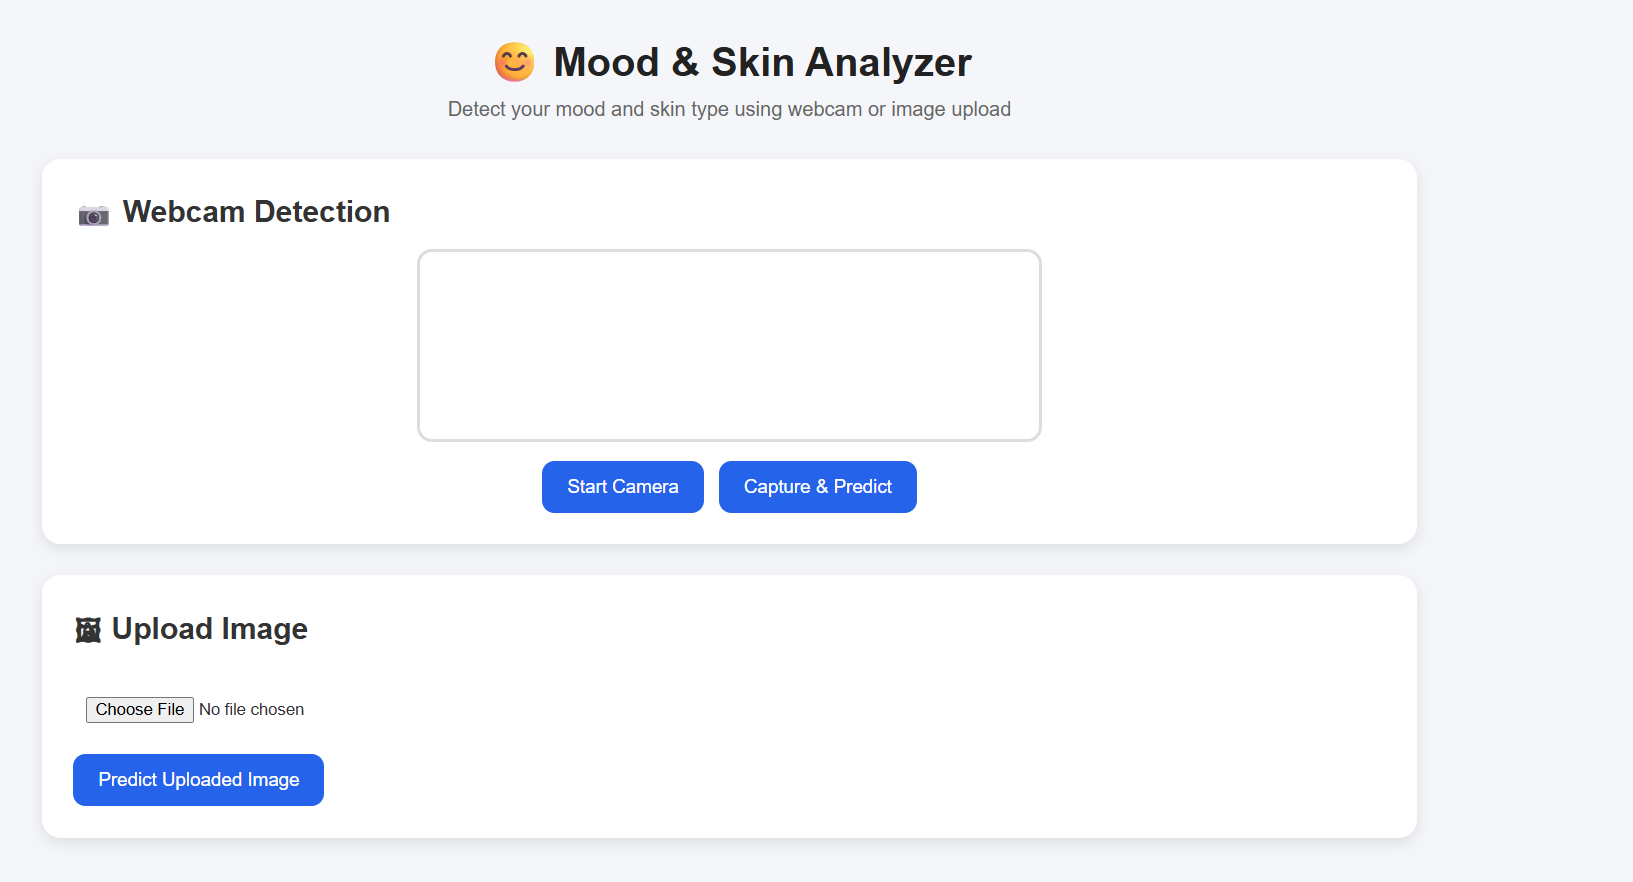 😊 Mood & Skin Analyzer
Detect your mood and skin type using webcam or image upload
📷 Webcam Detection
Start Camera
Capture & Predict
🖼 Upload Image
Choose File No file chosen
Predict Uploaded Image